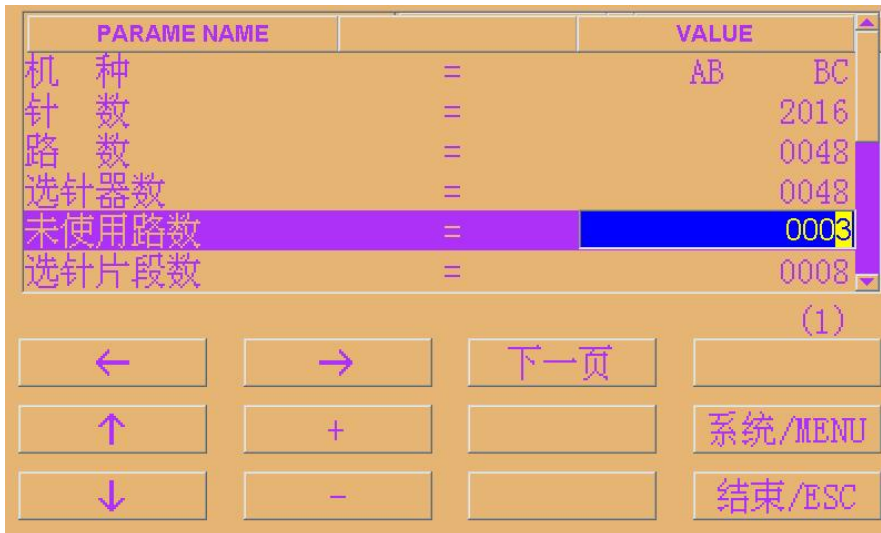 PARAME NAME VALUE
机 种 = AB BC
针 数 = 2016
路 数 = 0048
选针器数 = 0048
未使用路数 = 0003
选针片段数 = 0008
(1)
← → 下一页
↑ + 系统/MENU
↓ - 结束/ESC